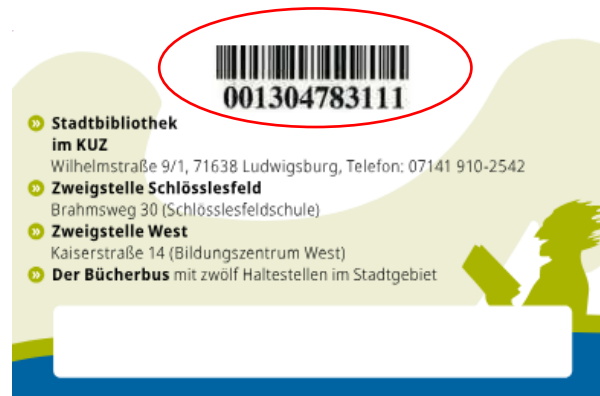 001304783111
Stadtbibliothek
im KUZ
Wilhelmstraße 9/1, 71638 Ludwigsburg, Telefon: 07141 910-2542
Zweigstelle Schlösslesfeld
Brahmsweg 30 (Schlösslesfeldschule)
Zweigstelle West
Kaiserstraße 14 (Bildungszentrum West)
Der Bücherbus mit zwölf Haltestellen im Stadtgebiet